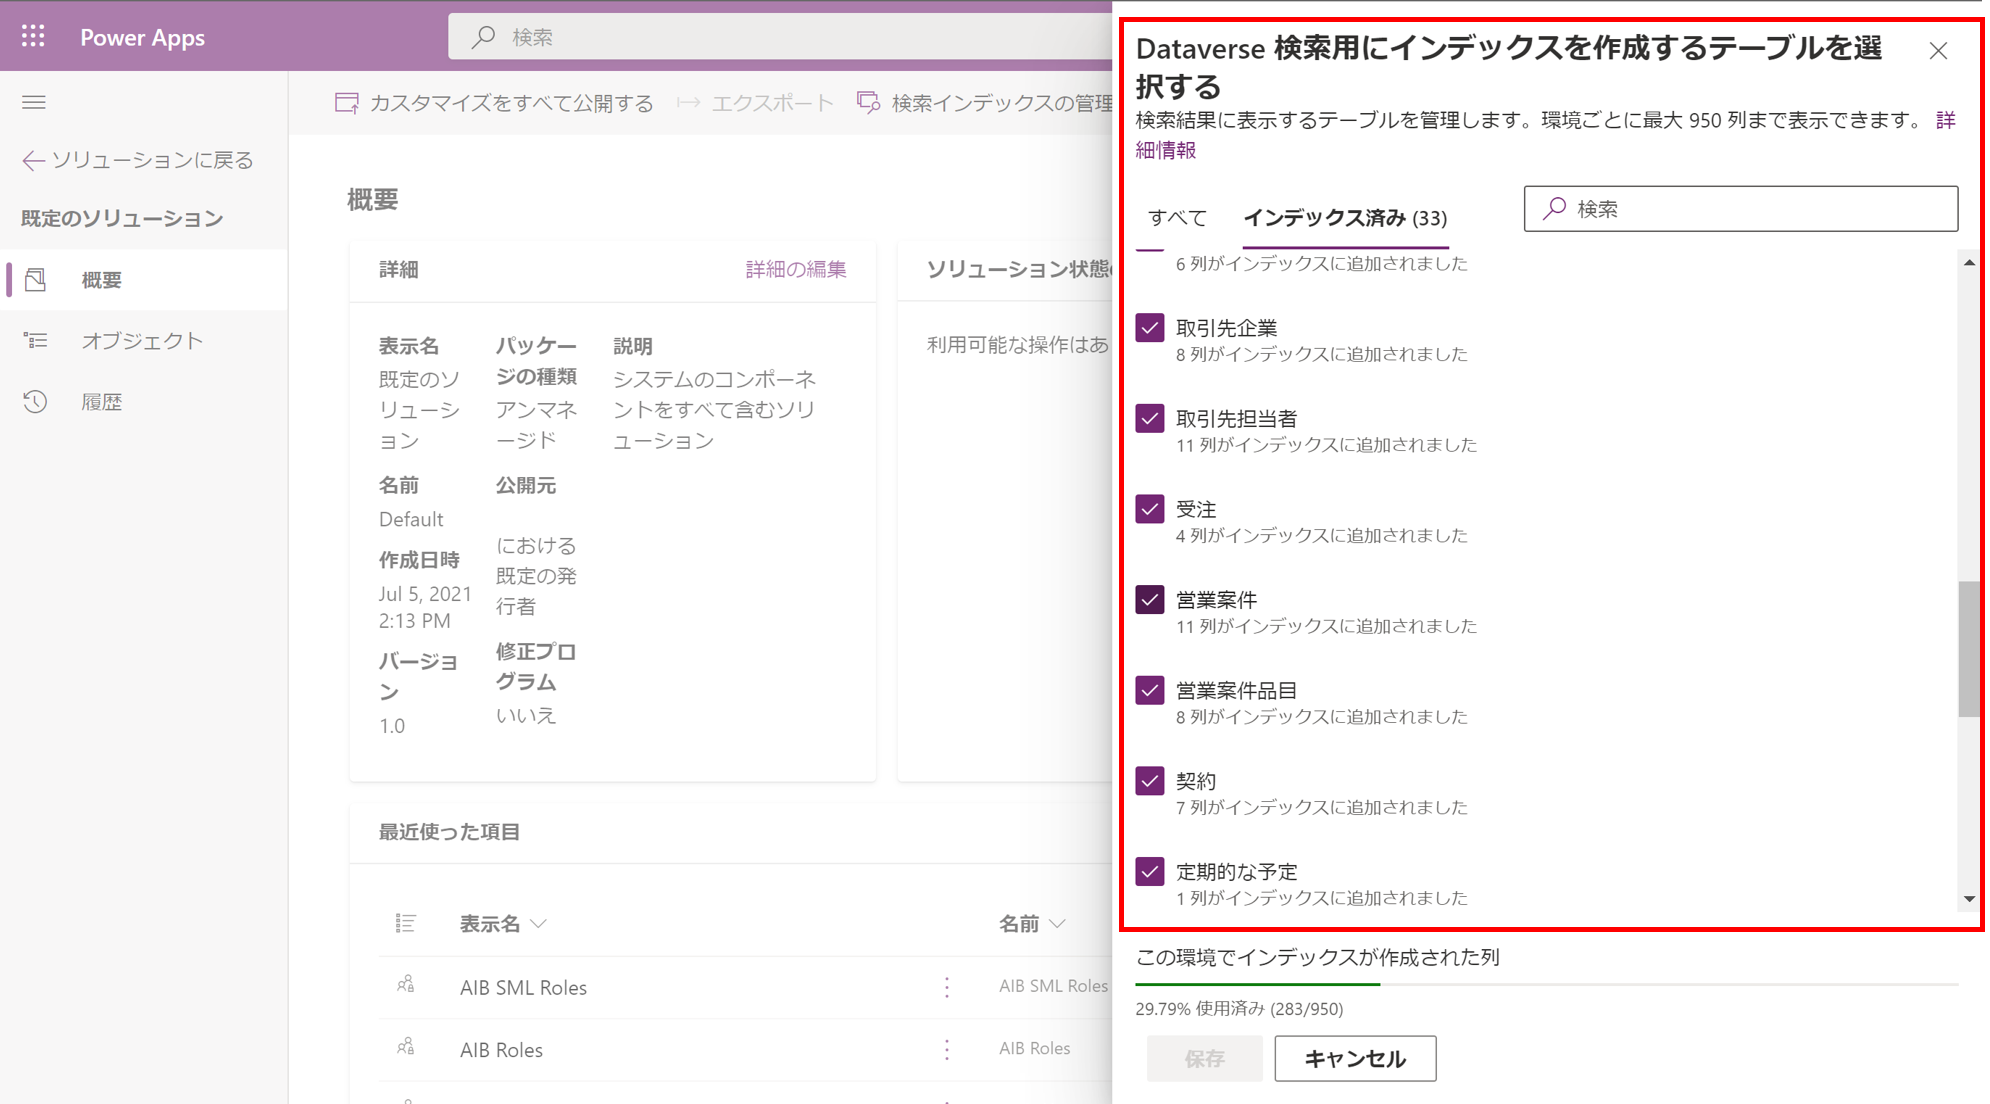 Power Apps
検索
カスタマイズをすべて公開する
エクスポート
検索インデックスの管理
ソリューションに戻る
既定のソリューション
概要
オブジェクト
履歴
概要
詳細
詳細の編集
表示名
既定のソ
リューシ
ョン
パッケー
ジの種類
アンマネ
ージド
説明
システムのコンポーネ
ントをすべて含むソリ
ューション
名前
Default
公開元
における
既定の発
行者
作成日時
Jul 5, 2021
2:13 PM
修正プロ
グラム
いいえ
バージョ
ン
1.0
ソリューション状態
利用可能な操作はあ
最近使った項目
表示名
名前
AIB SML Roles
AIB SML Roles
AIB Roles
AIB Roles
Dataverse 検索用にインデックスを作成するテーブルを選
択する
検索結果に表示するテーブルを管理します。環境ごとに最大 950 列まで表示できます。 詳
細情報
すべて
インデックス済み (33)
検索
6 列がインデックスに追加されました
取引先企業
8 列がインデックスに追加されました
取引先担当者
11 列がインデックスに追加されました
受注
4 列がインデックスに追加されました
営業案件
11 列がインデックスに追加されました
営業案件品目
8 列がインデックスに追加されました
契約
7 列がインデックスに追加されました
定期的な予定
1 列がインデックスに追加されました
この環境でインデックスが作成された列
29.79% 使用済み (283/950)
保存
キャンセル